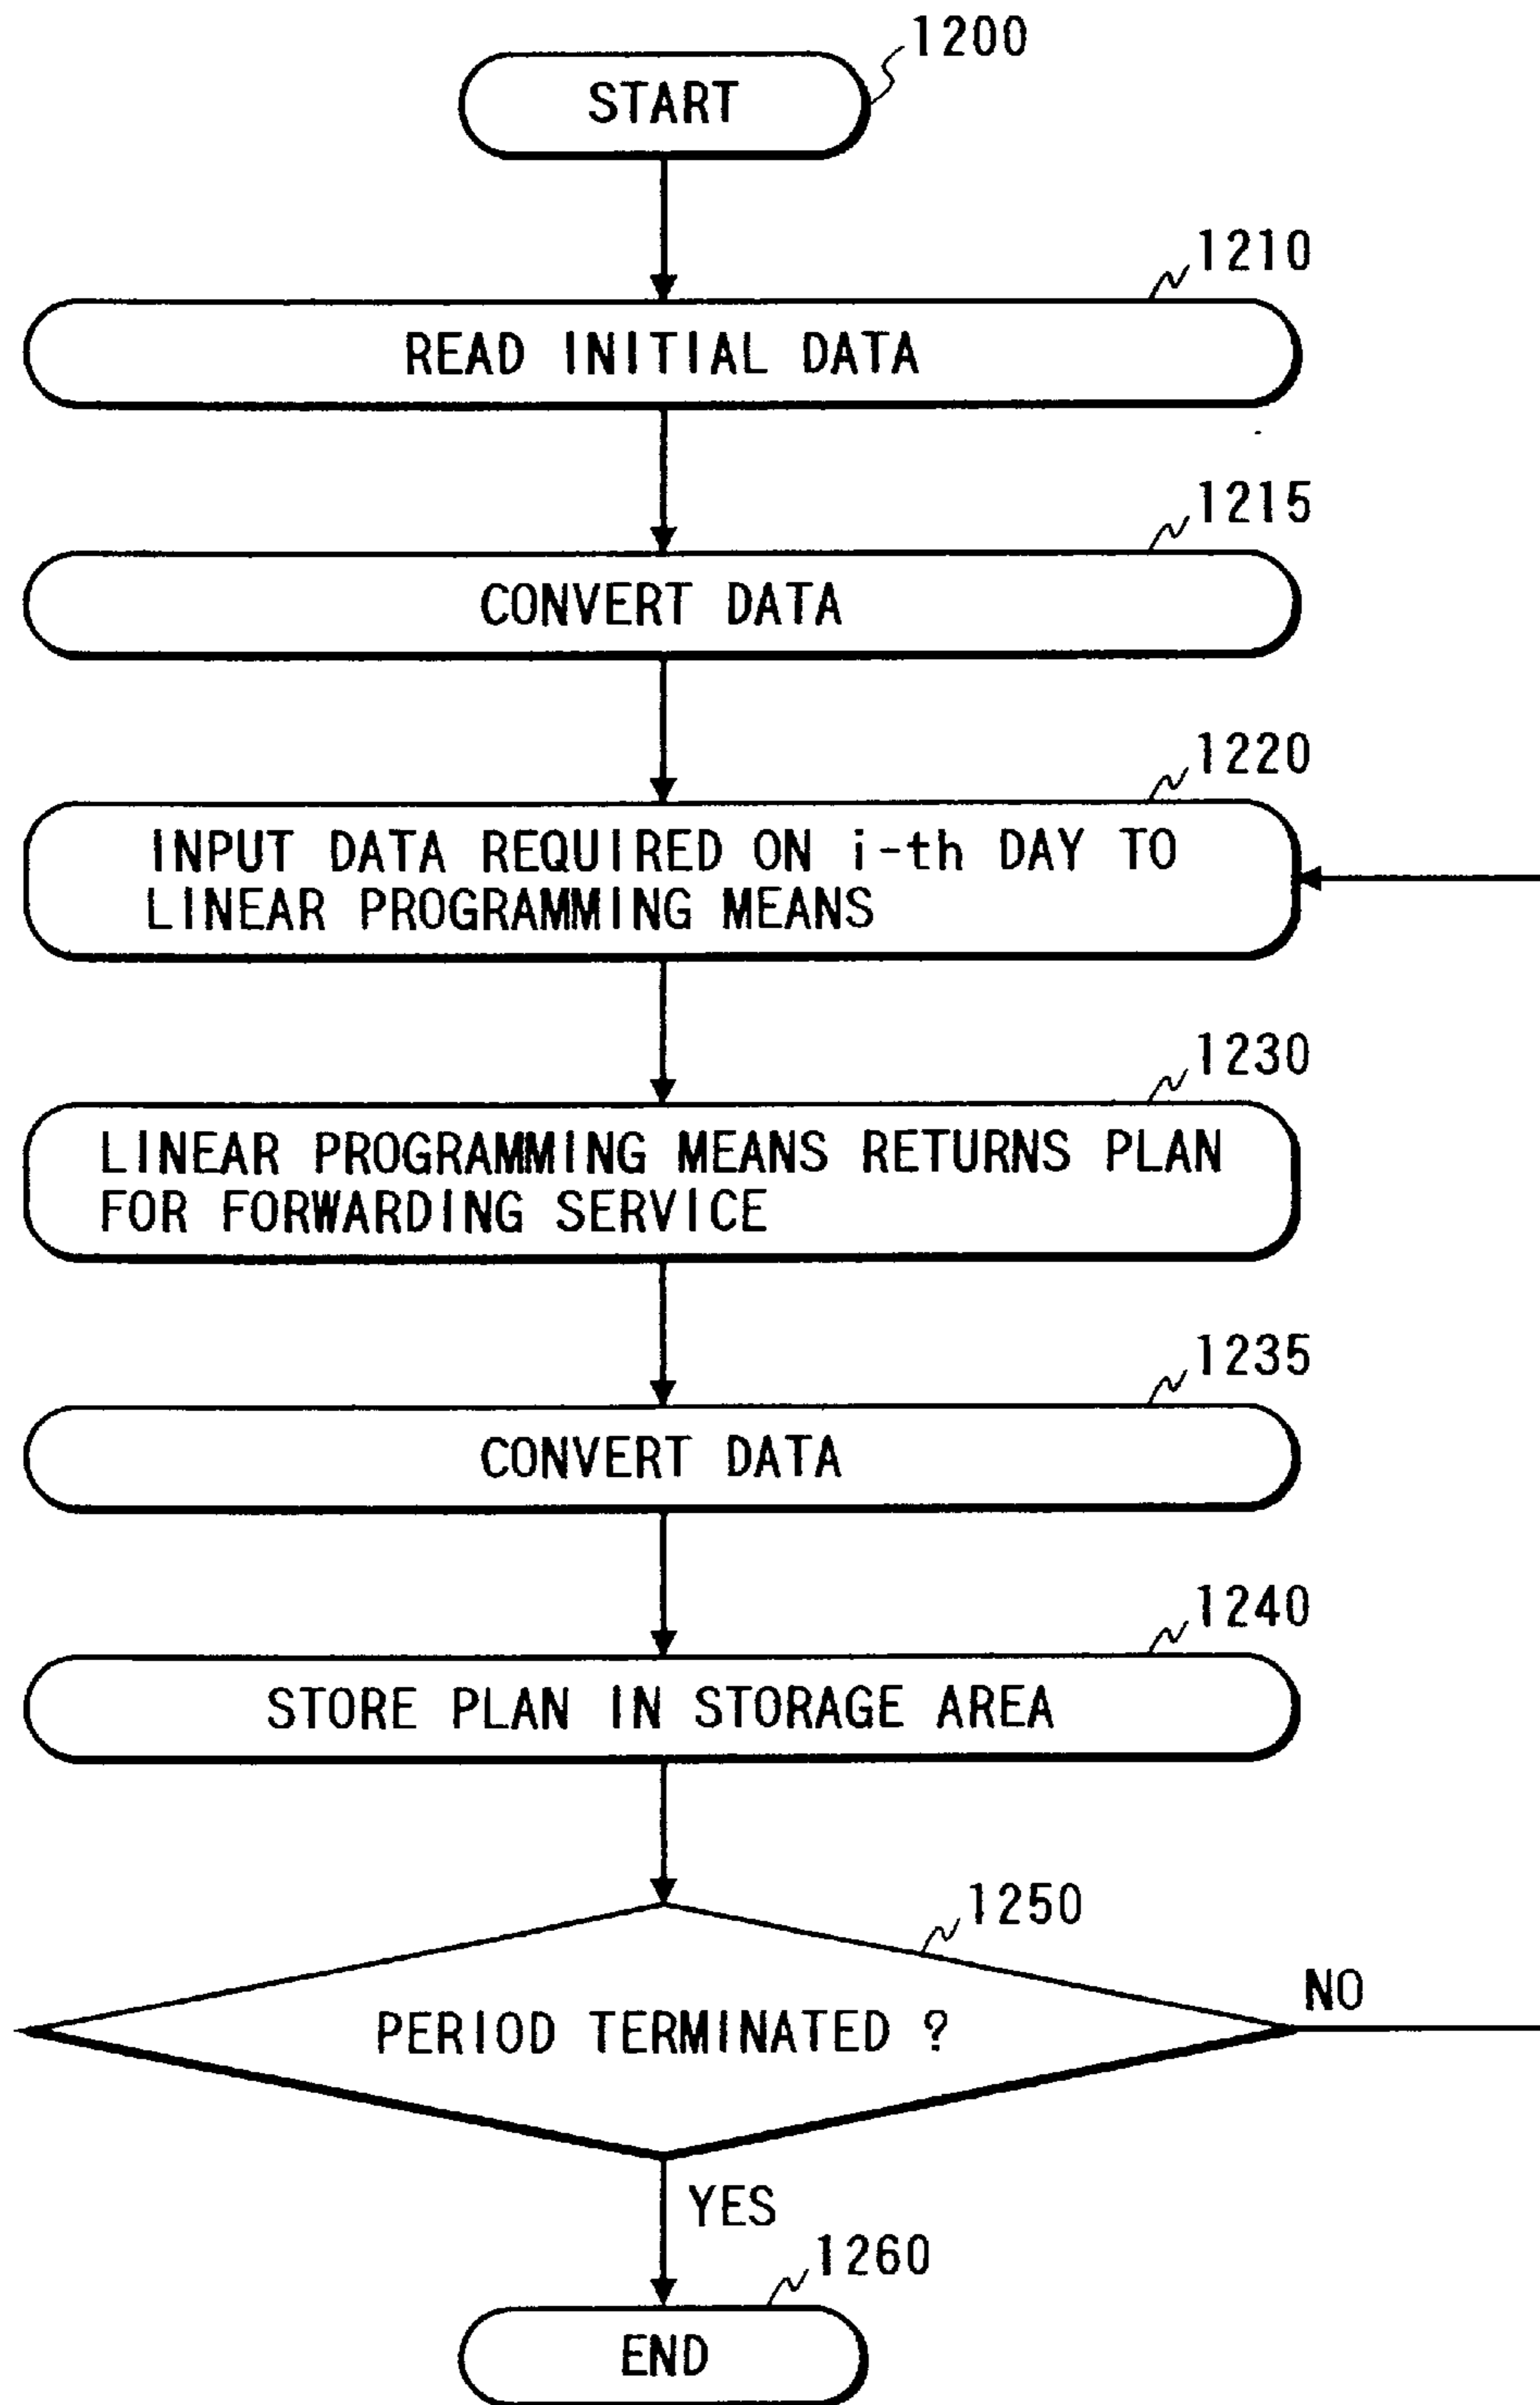 1200
START
1210
READ INITIAL DATA
1215
CONVERT DATA
1220
INPUT DATA REQUIRED ON i-th DAY TO
LINEAR PROGRAMMING MEANS
1230
LINEAR PROGRAMMING MEANS RETURNS PLAN
FOR FORWARDING SERVICE
1235
CONVERT DATA
1240
STORE PLAN IN STORAGE AREA
1250
NO
PERIOD TERMINATED ?
YES
1260
END